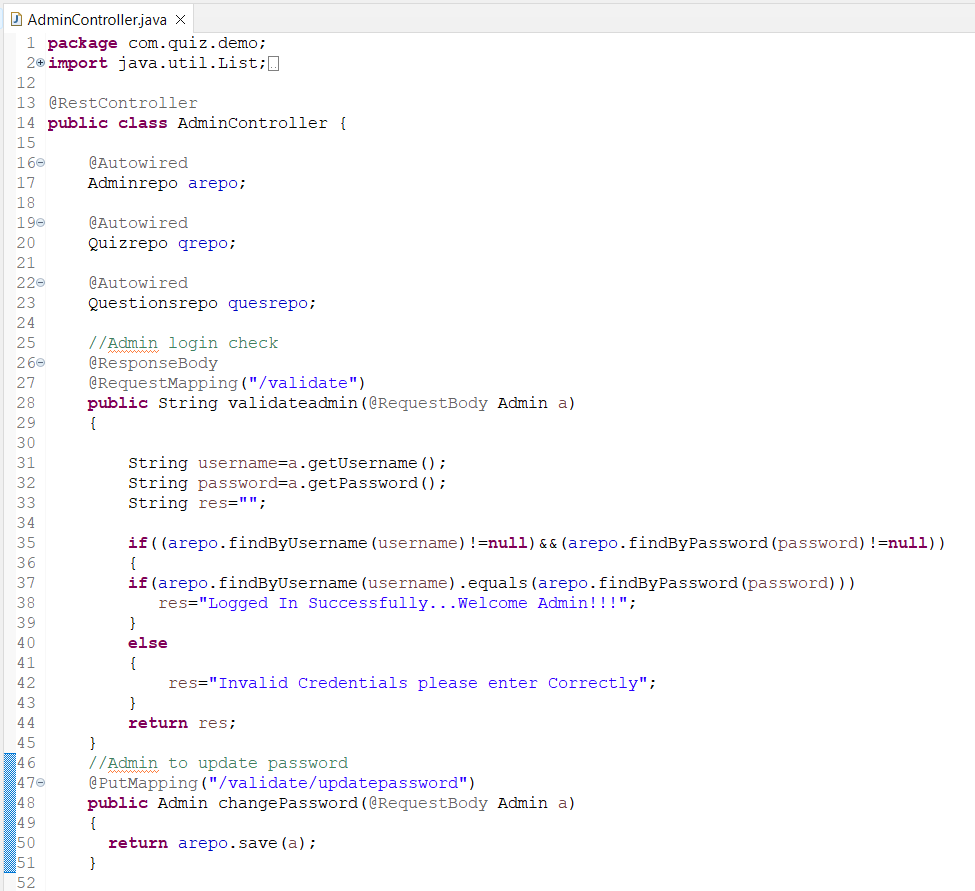 AdminController.java
1 package com.quiz.demo;
2 import java.util.List;
12
13 @RestController
14 public class AdminController {
15
16     @Autowired
17     Adminrepo arepo;
18
19     @Autowired
20     Quizrepo qrepo;
21
22     @Autowired
23     Questionsrepo quesrepo;
24
25     //Admin login check
26     @ResponseBody
27     @RequestMapping("/validate")
28     public String validateadmin(@RequestBody Admin a)
29     {
30
31         String username=a.getUsername();
32         String password=a.getPassword();
33         String res="";
34
35         if((arepo.findByUsername(username)!=null)&&(arepo.findByPassword(password)!=null))
36         {
37         if(arepo.findByUsername(username).equals(arepo.findByPassword(password)))
38            res="Logged In Successfully...Welcome Admin!!!";
39         }
40         else
41         {
42             res="Invalid Credentials please enter Correctly";
43         }
44         return res;
45     }
46     //Admin to update password
47     @PutMapping("/validate/updatepassword")
48     public Admin changePassword(@RequestBody Admin a)
49     {
50       return arepo.save(a);
51     }
52